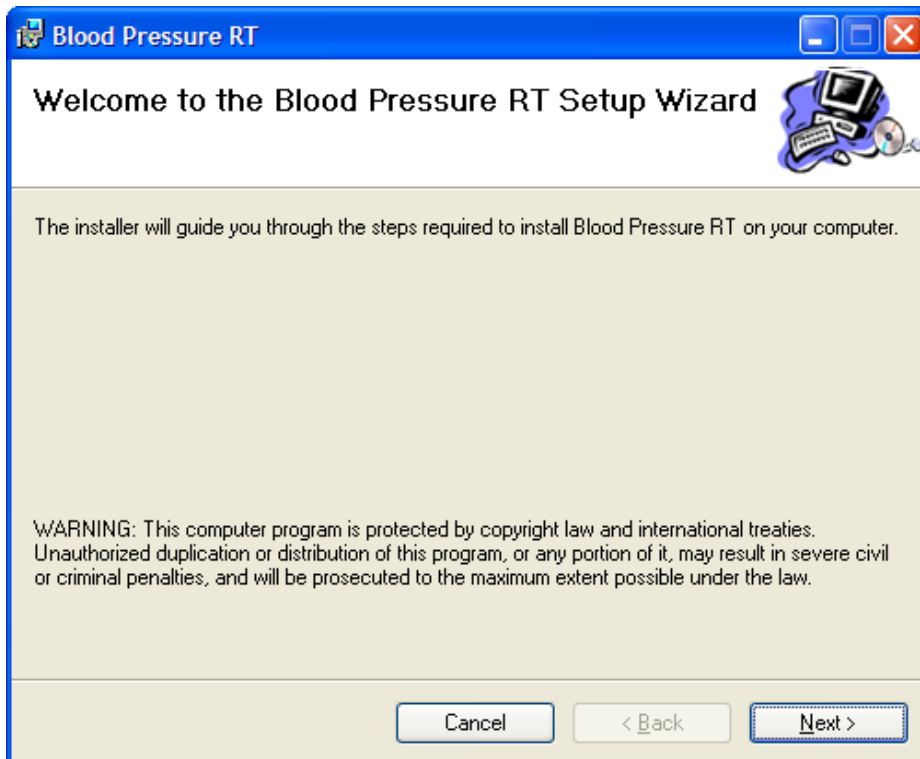 Blood Pressure RT
Welcome to the Blood Pressure RT Setup Wizard
The installer will guide you through the steps required to install Blood Pressure RT on your computer.
WARNING: This computer program is protected by copyright law and international treaties.
Unauthorized duplication or distribution of this program, or any portion of it, may result in severe civil
or criminal penalties, and will be prosecuted to the maximum extent possible under the law.
Cancel
< Back
Next >